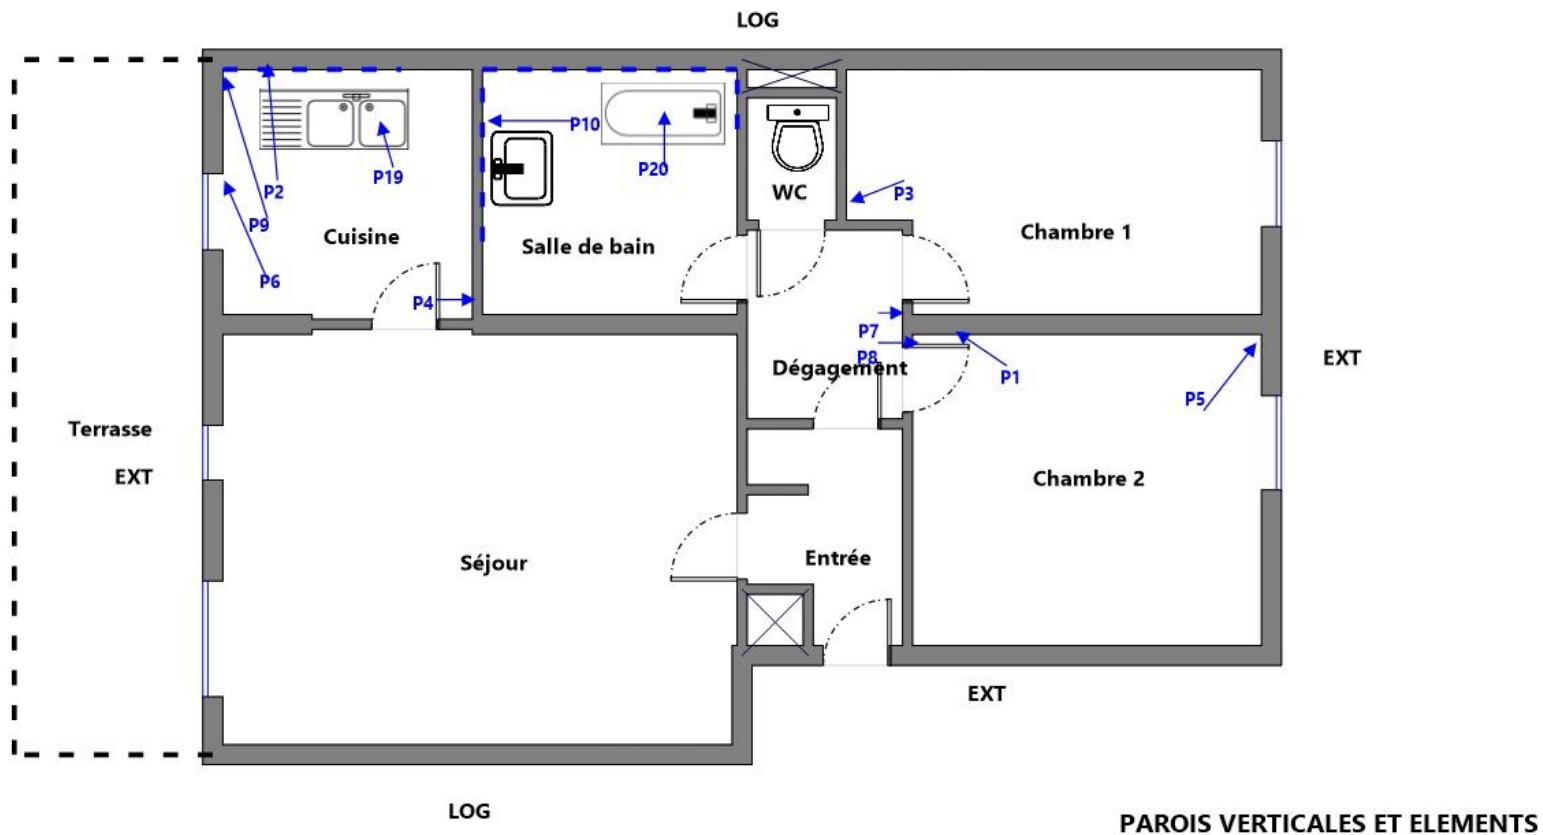 LOG
P10
P20
P19
P2
WC
P3
P9
Cuisine
Salle de bain
Chambre 1
P6
P4
P7
P8
Dégagement
P1
EXT
P5
Terrasse
EXT
Chambre 2
Séjour
Entrée
EXT
LOG
PAROIS VERTICALES ET ELEMENTS